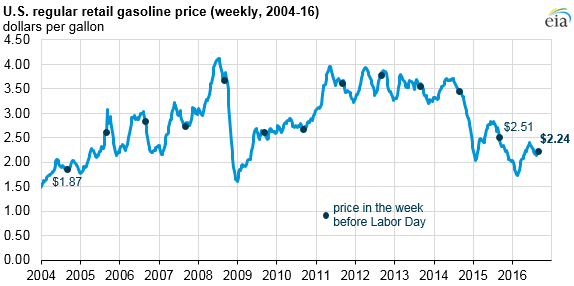 U.S. regular retail gasoline price (weekly, 2004-16)
dollars per gallon
eia
4.50
4.00
3.50
3.00
2.50
2.00
1.50
1.00
0.50
0.00
$1.87
$2.51
$2.24
price in the week
before Labor Day
2004 2005 2006 2007 2008 2009 2010 2011 2012 2013 2014 2015 2016